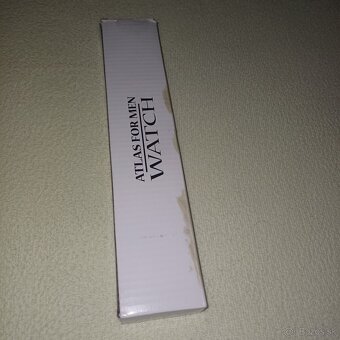 ATLAS FOR MEN
WATCH